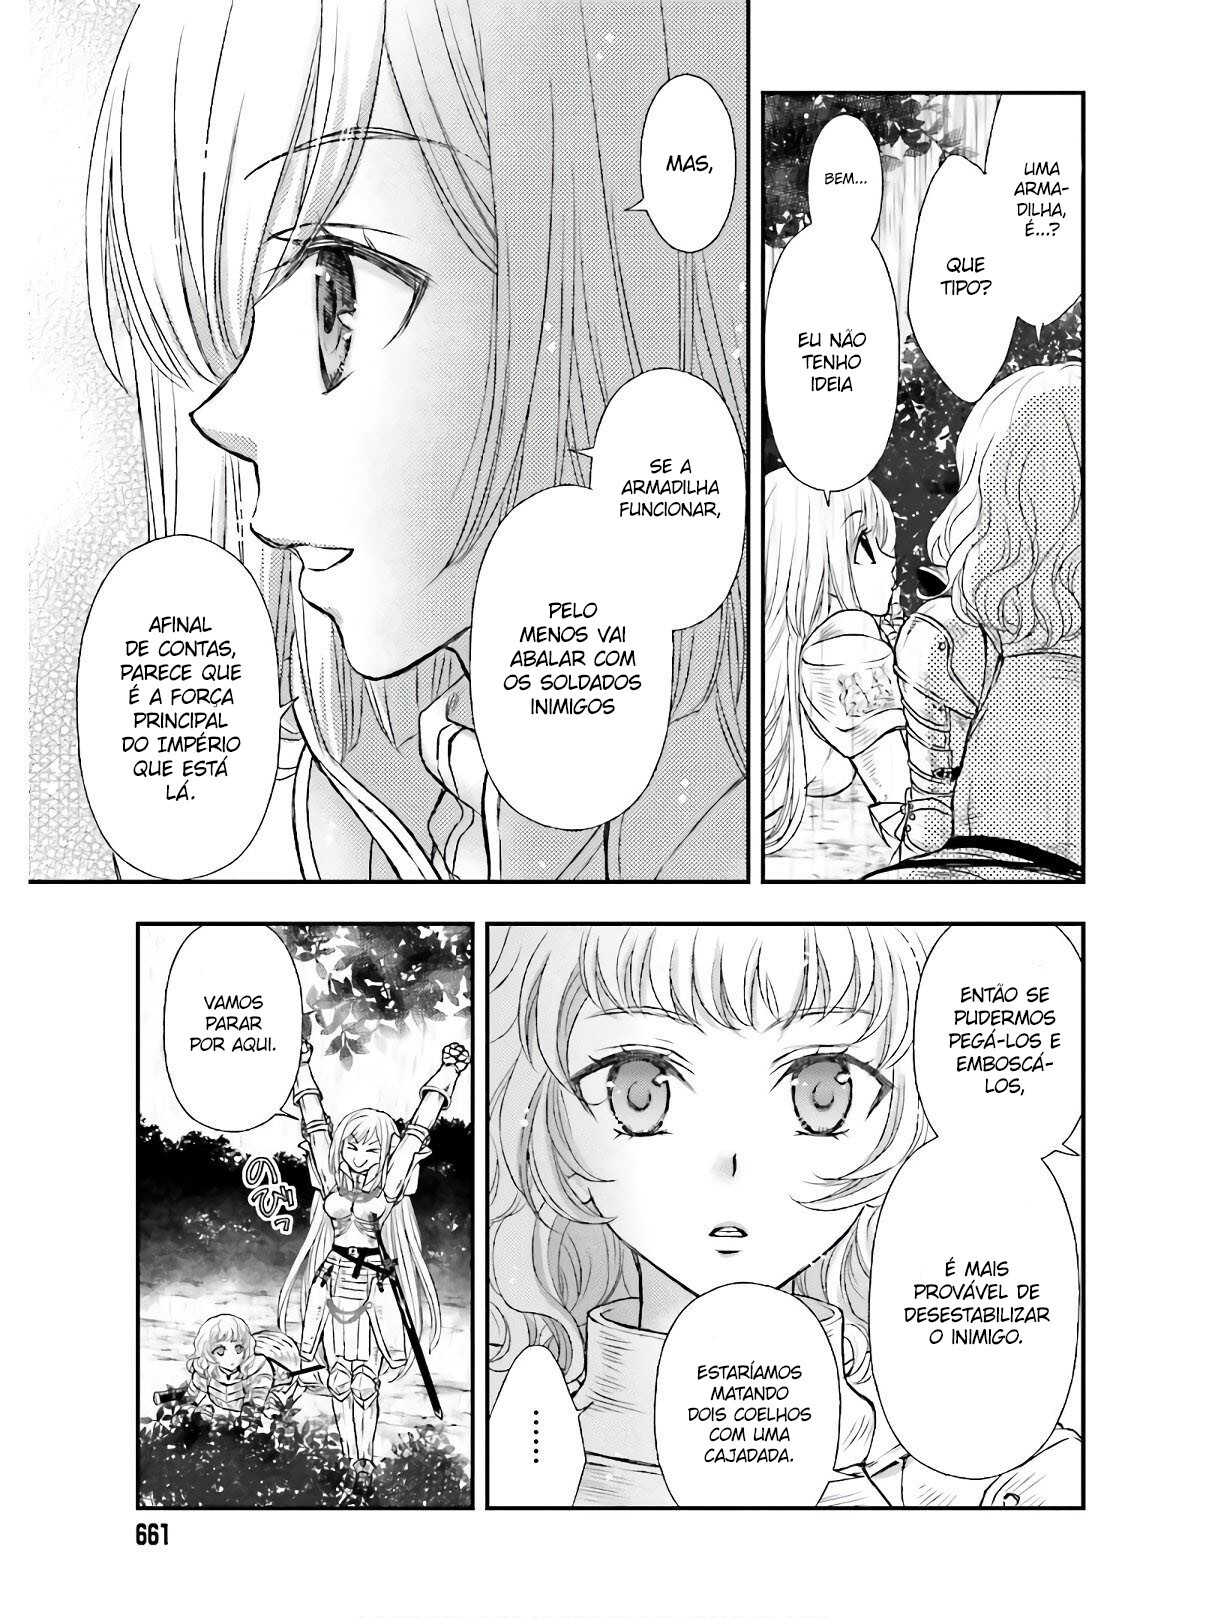 UMA
ARMA-
DILHA,
É...?
QUE
TIPO?
BEM...
EU NÃO
TENHO
IDEIA
MAS,
SE A
ARMADILHA
FUNCIONAR,
PELO
MENOS VAI
ABALAR COM
OS SOLDADOS
INIMIGOS
AFINAL
DE CONTAS,
PARECE QUE
É A FORÇA
PRINCIPAL
DO IMPÉRIO
QUE ESTÁ
LÁ.
ENTÃO SE
PUDERMOS
PEGÁ-LOS E
EMBOSCÁ-
LOS,
É MAIS
PROVÁVEL DE
DESESTABILIZAR
O INIMIGO.
ESTARÍAMOS
MATANDO
DOIS COELHOS
COM UMA
CAJADADA.
.......
VAMOS
PARAR
POR AQUI.
のびーっ
661